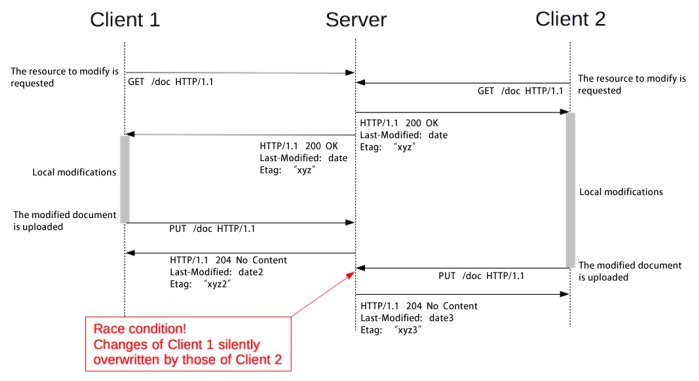 Client 1
Server
Client 2
The resource to modify is
requested
GET /doc HTTP/1.1
GET /doc HTTP/1.1
The resource to modify is
requested
HTTP/1.1 200 OK
Last-Modified: date
Etag: "xyz"
HTTP/1.1 200 OK
Last-Modified: date
Etag: "xyz"
Local modifications
Local modifications
The modified document
is uploaded
PUT /doc HTTP/1.1
HTTP/1.1 204 No Content
Last-Modified: date2
Etag: "xyz2"
PUT /doc HTTP/1.1
The modified document
is uploaded
HTTP/1.1 204 No Content
Last-Modified: date3
Etag: "xyz3"
Race condition!
Changes of Client 1 silently
overwritten by those of Client 2